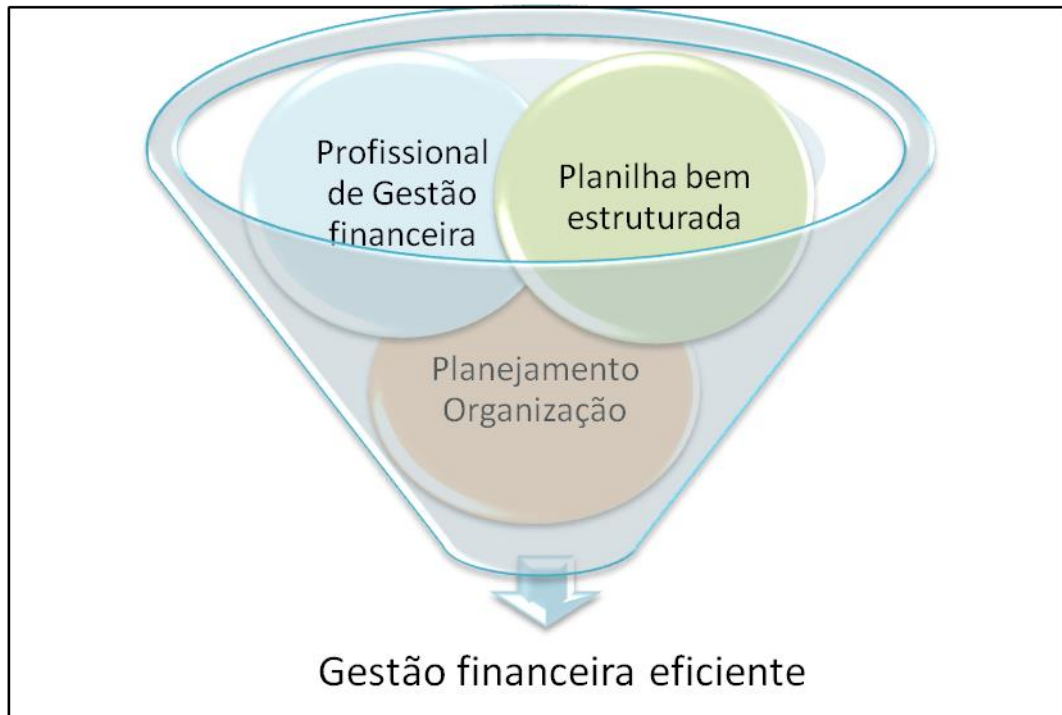 Profissional
de Gestão
financeira
Planilha bem
estruturada
Planejamento
Organização
Gestão financeira eficiente